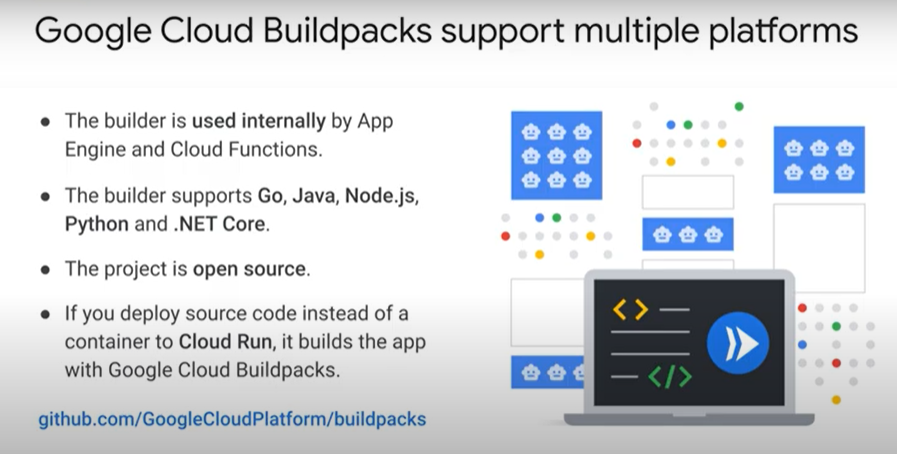 Google Cloud Buildpacks support multiple platforms
● The builder is used internally by App
Engine and Cloud Functions.
● The builder supports Go, Java, Node.js,
Python and .NET Core.
● The project is open source.
● If you deploy source code instead of a
container to Cloud Run, it builds the app
with Google Cloud Buildpacks.
github.com/GoogleCloudPlatform/buildpacks
< >
</>